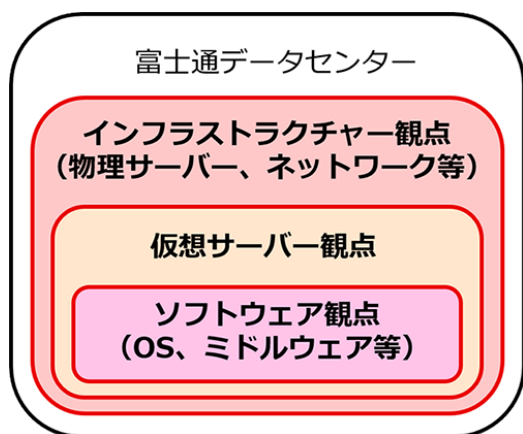 富士通データセンター
インフラストラクチャー観点
（物理サーバー、ネットワーク等）
仮想サーバー観点
ソフトウェア観点
（OS、ミドルウェア等）